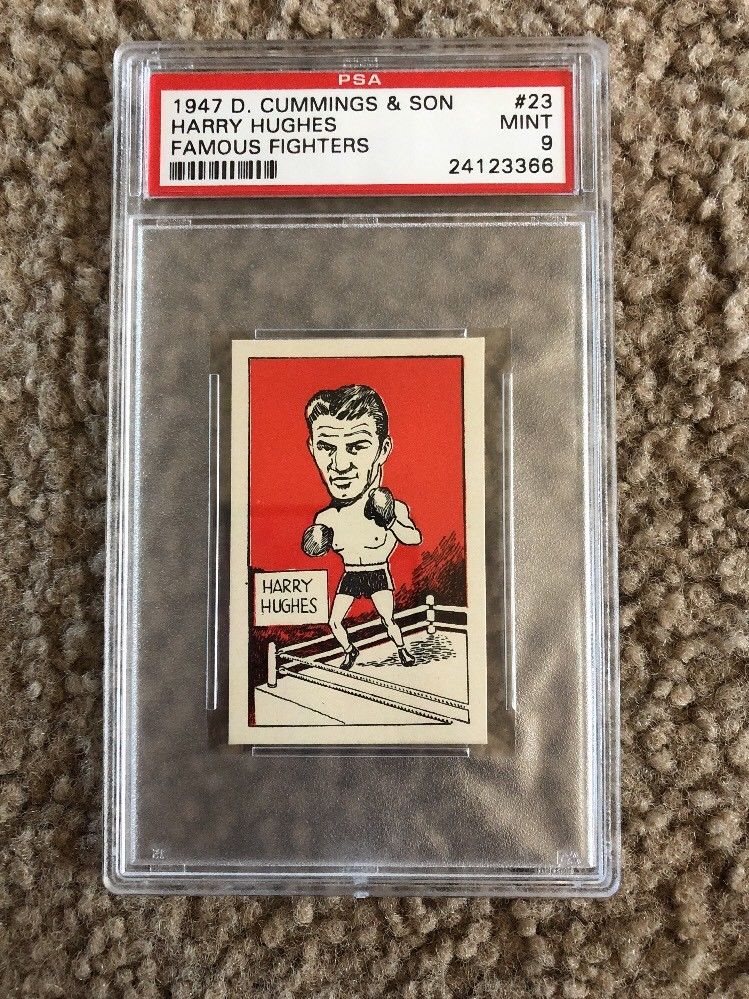 PSA
1947 D. CUMMINGS & SON #23
HARRY HUGHES MINT
FAMOUS FIGHTERS 9
24123366
HARRY
HUGHES